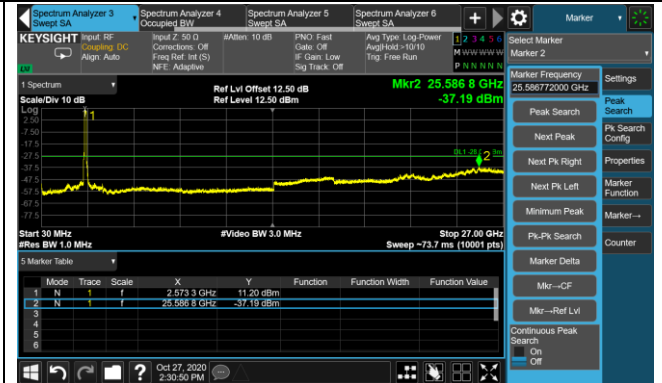 Spectrum Analyzer 3
Swept SA
Spectrum Analyzer 4
Occupied BW
Spectrum Analyzer 5
Swept SA
Spectrum Analyzer 6
Swept SA
+
Marker
KEYSIGHT
Input: RF
Coupling: DC
Align: Auto
Input Z: 50 Ω
Corrections: Off
Freq Ref: Int (S)
NFE: Adaptive
#Atten: 10 dB
PNO: Fast
Gate: Off
IF Gain: Low
Sig Track: Off
Avg Type: Log-Power
Avg|Hold:>10/10
Trig: Free Run
1 2 3 4 5 6
M W W W W W
P N N N N N
LV
Select Marker
Marker 2
Marker Frequency
25.586772000 GHz
Settings
Peak Search
Next Peak
Next Pk Right
Next Pk Left
Minimum Peak
Pk-Pk Search
Marker Delta
Mkr→CF
Mkr→Ref Lvl
Continuous Peak
Search
On
Off
Peak
Search
Pk Search
Config
Properties
Marker
Function
Marker→
Counter
1 Spectrum
Scale/Div 10 dB
Ref Lvl Offset 12.50 dB
Ref Level 12.50 dBm
Mkr2 25.586 8 GHz
-37.19 dBm
Log
2.50
-7.50
-17.5
-27.5
-37.5
-47.5
-57.5
-67.5
-77.5
1
2
Start 30 MHz
#Res BW 1.0 MHz
#Video BW 3.0 MHz
Stop 27.00 GHz
Sweep ~73.7 ms (10001 pts)
5 Marker Table
Mode Trace Scale X Y Function Function Width Function Value
1 N 1 f 2.573 3 GHz 11.20 dBm
2 N 1 f 25.586 8 GHz -37.19 dBm
3
4
5
6
?
Oct 27, 2020
2:30:50 PM